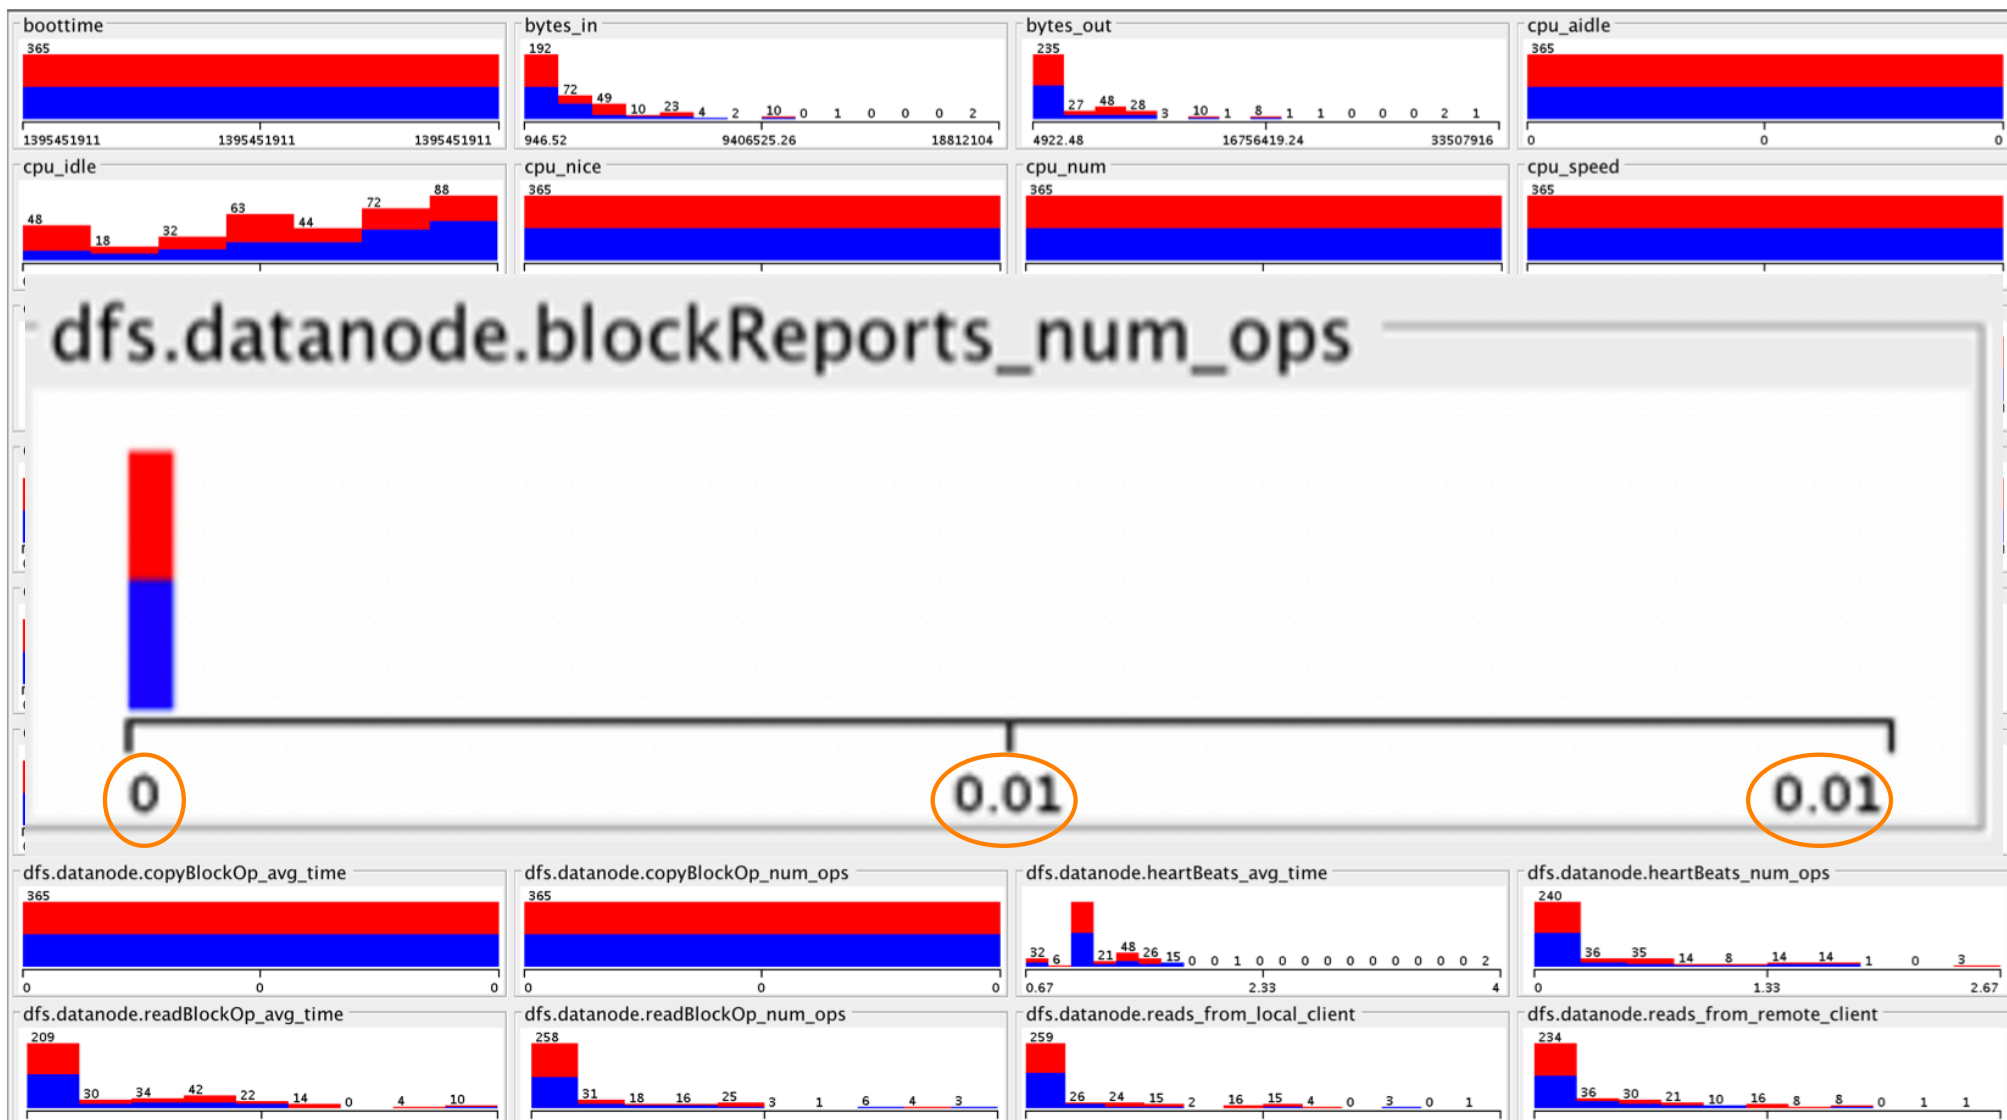 boottime bytes_in bytes_out cpu_aidle
365 192 72 49 10 23 4 2 10 0 1 0 0 0 2 235 27 48 28 3 10 1 8 1 1 0 0 0 2 1 365
1395451911 1395451911 1395451911 946.52 9406525.26 18812104 4922.48 16756419.24 33507916 0 0 0
cpu_idle cpu_nice cpu_num cpu_speed
48 18 32 63 44 72 88 365 365 365
dfs.datanode.blockReports_num_ops
0 0.01 0.01
dfs.datanode.copyBlockOp_avg_time dfs.datanode.copyBlockOp_num_ops dfs.datanode.heartBeats_avg_time dfs.datanode.heartBeats_num_ops
365 365 32 6 21 48 26 15 0 0 1 0 0 0 0 0 0 0 0 0 0 2 240 36 35 14 8 14 14 1 0 3
0 0 0 0 0 0 0.67 2.33 4 0 1.33 2.67
dfs.datanode.readBlockOp_avg_time dfs.datanode.readBlockOp_num_ops dfs.datanode.reads_from_local_client dfs.datanode.reads_from_remote_client
209 30 34 42 22 14 0 4 10 258 31 18 16 25 3 1 6 4 3 259 26 24 15 2 16 15 4 0 3 0 1 234 36 30 21 10 16 8 8 0 1 1